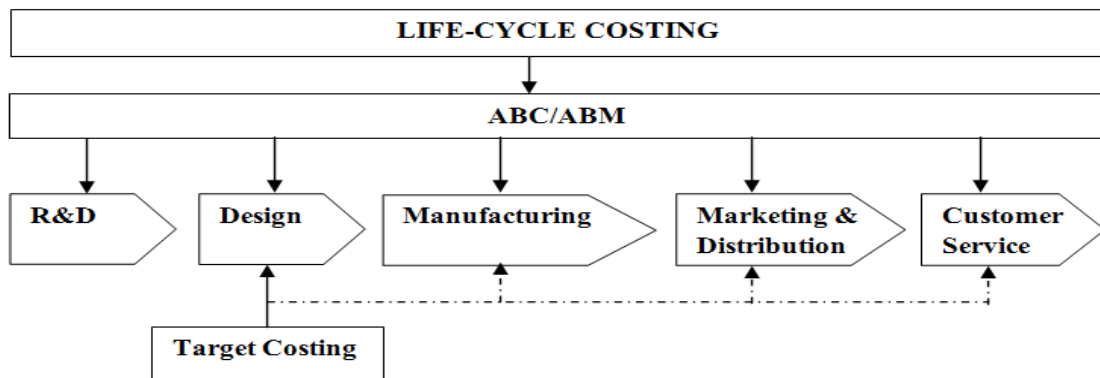 LIFE-CYCLE COSTING
ABC/ABM
R&D
Design
Manufacturing
Marketing &
Distribution
Customer
Service
Target Costing